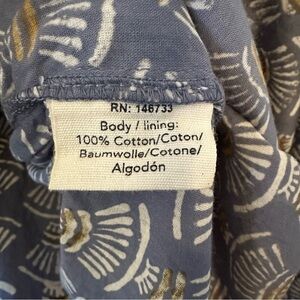 RN: 146733
Body / lining:
100% Cotton/Coton/
Baumwolle/Cotone/
Algodón